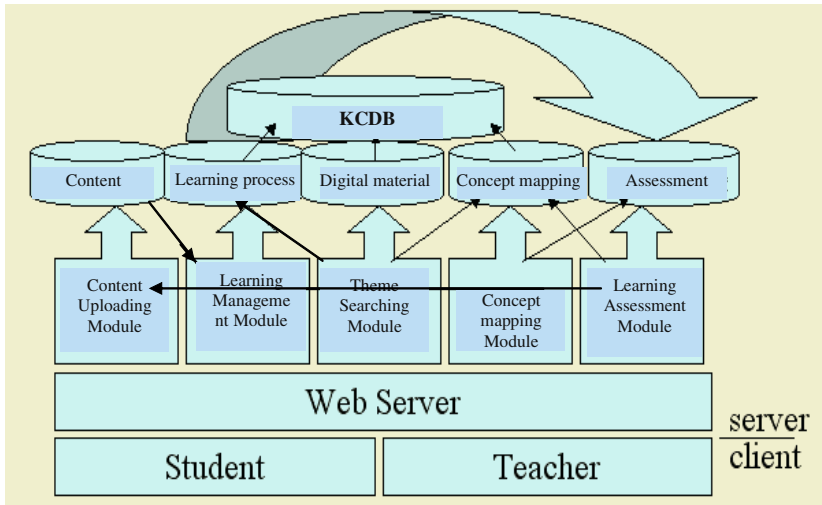 KCDB
Content
Learning process
Digital material
Concept mapping
Assessment
Content
Uploading
Module
Learning
Manageme
nt Module
Theme
Searching
Module
Concept
mapping
Module
Learning
Assessment
Module
Web Server
server
Student
Teacher
client